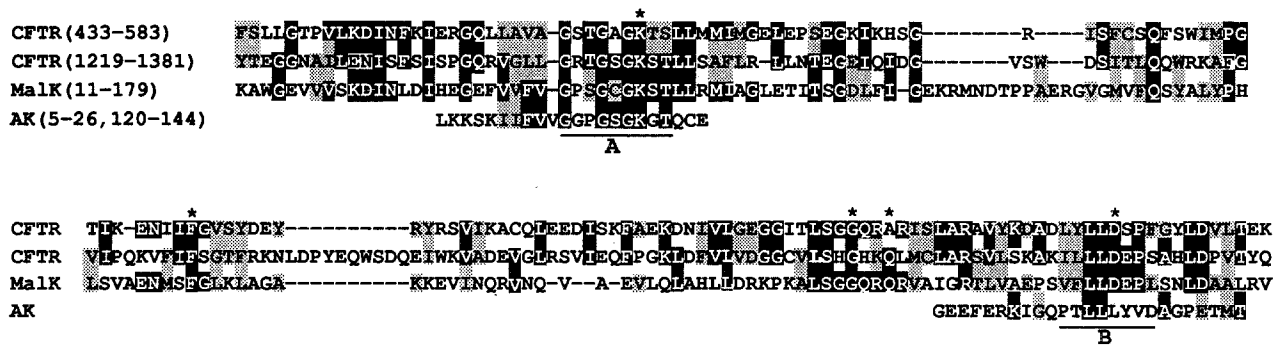 *
CFTR(433-583) FSLLGTPVLKDINFKIERGQLLAVA-GSTGAGKTSLLMMIMGELEPSEGKIKHSG--------R----ISFCSQFSWIMPG
CFTR(1219-1381) YTEGGNAILENISFSISPGQRVGLL-GRTGSGKSTLLSAFLR-LLNTEGEIQIDG--------VSW---DSITLQQWRKAFG
MalK(11-179) KAWGEVVVSKDINLDIHEGEFVVFV-GPSGCGKSTLLRMIAGLETITSGDLFI-GEKRMNDTPPAERGVGMVFQSYALYPH
AK(5-26,120-144) LKKSKIIFVVGGPGSGKGTQCE
A
* * * *
CFTR TIK-ENIIFGVSYDEY----------RYRSVIKACQLEEDISKFAEKDNIVLGEGGITLSGGQRARISLARAVYKDADLYLLDSPFGYLDVLTEK
CFTR VIPQKVFIFSGTFRKNLDPYEQWSDQEIWKVADEVGLRSVIEQFPGKLDFVLVDGGCVLSHGHKQLMCLARSVLSKAKILLLDEPSAHLDPVTYQ
MalK LSVAENMSFGLKLAGA----------KKKEVINQRVNQ-V--A-EVLQLAHLLDRKPKALSGGQRQRVAIGRTLVAEPSVFLLDEPLSNLDAALRV
AK GEEFERKIGQPTLLLYVDAGPETMT
B